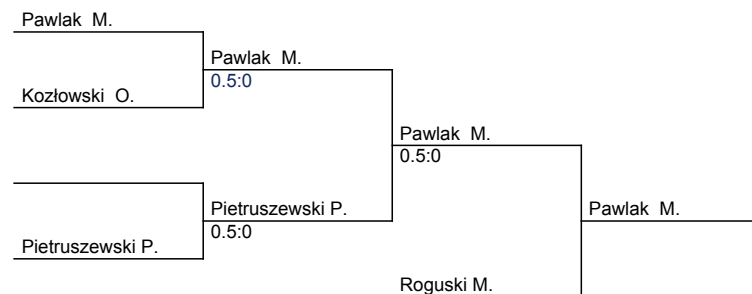 Pawlak  M.
Pawlak  M.
0.5:0
Kozłowski  O.
Pawlak  M.
0.5:0
Pietruszewski P.
0.5:0
Pawlak  M.
Pietruszewski P.
Roguski M.